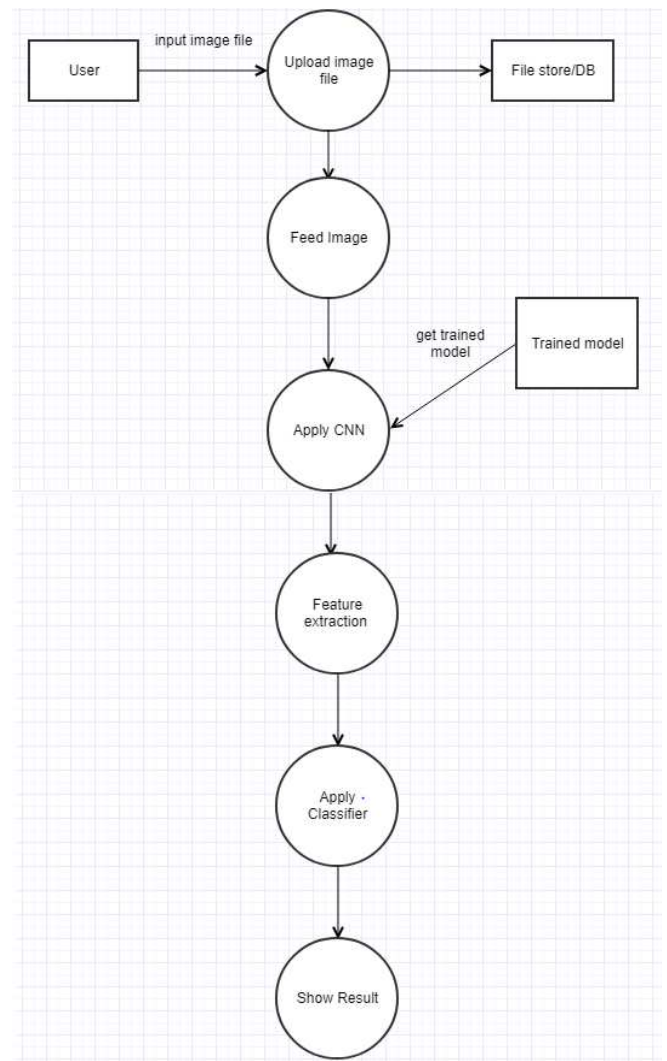 input image file
User
Upload image
file
File store/DB
Feed Image
get trained
model
Trained model
Apply CNN
Feature
extraction
Apply
Classifier
Show Result